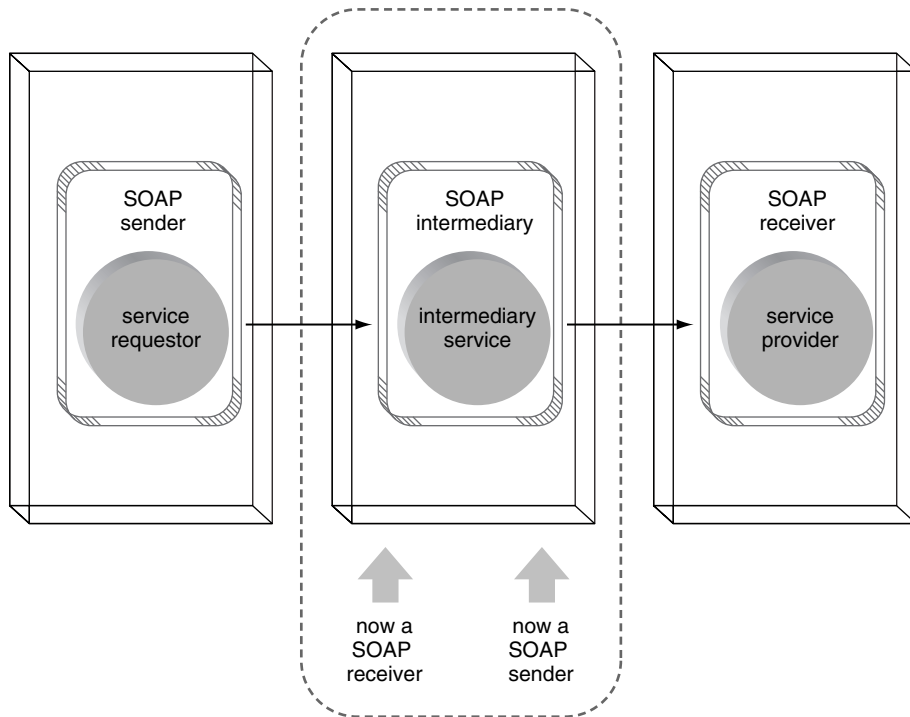 SOAP
sender
service
requestor
SOAP
intermediary
intermediary
service
SOAP
receiver
service
provider
now a
SOAP
receiver
now a
SOAP
sender